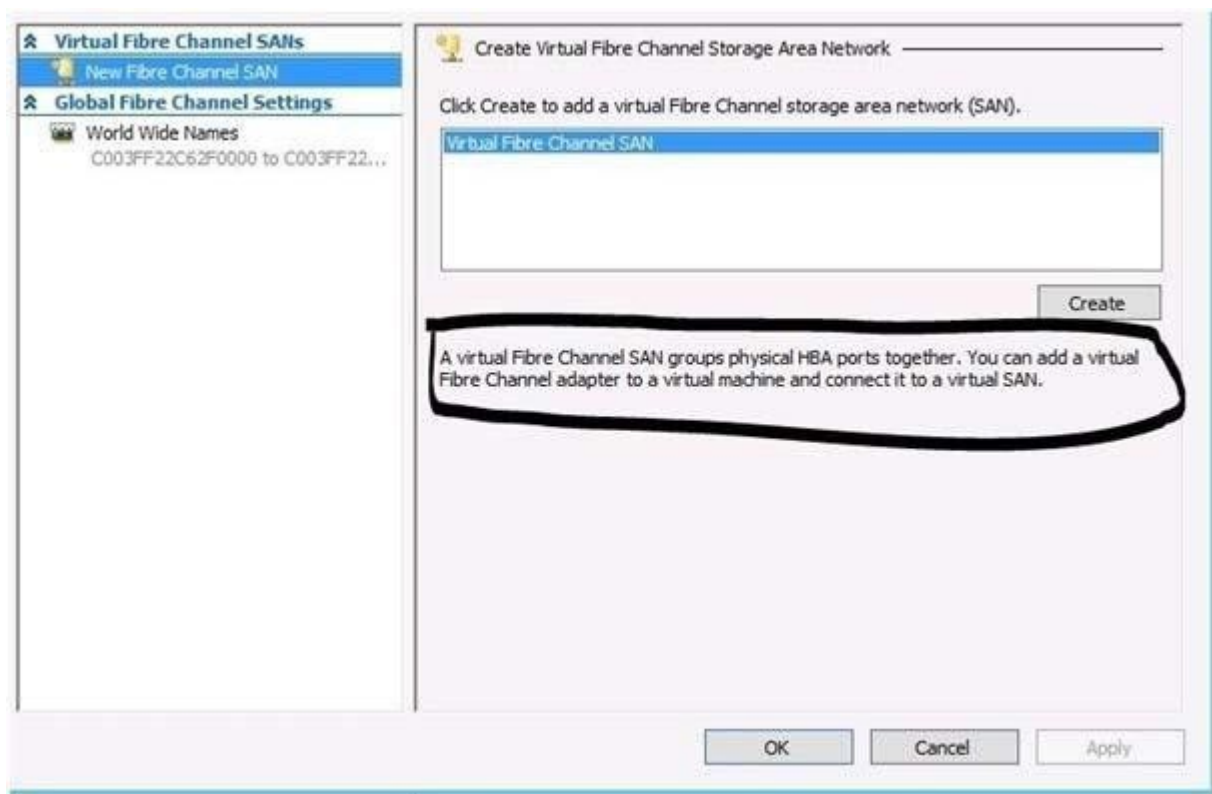 Virtual Fibre Channel SANs
New Fibre Channel SAN
Global Fibre Channel Settings
World Wide Names
C003FF22C62F0000 to C003FF22...
Create Virtual Fibre Channel Storage Area Network
Click Create to add a virtual Fibre Channel storage area network (SAN).
Virtual Fibre Channel SAN
Create
A virtual Fibre Channel SAN groups physical HBA ports together. You can add a virtual
Fibre Channel adapter to a virtual machine and connect it to a virtual SAN.
OK
Cancel
Apply